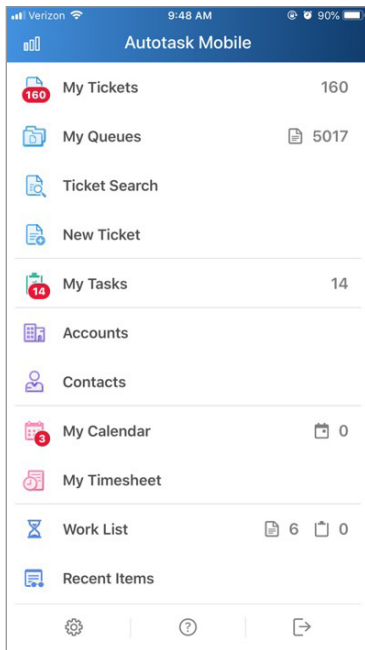 Verizon 9:48 AM 90%
Autotask Mobile
160 My Tickets 160
My Queues 5017
Ticket Search
New Ticket
14 My Tasks 14
Accounts
Contacts
3 My Calendar 0
My Timesheet
Work List 6 0
Recent Items
?